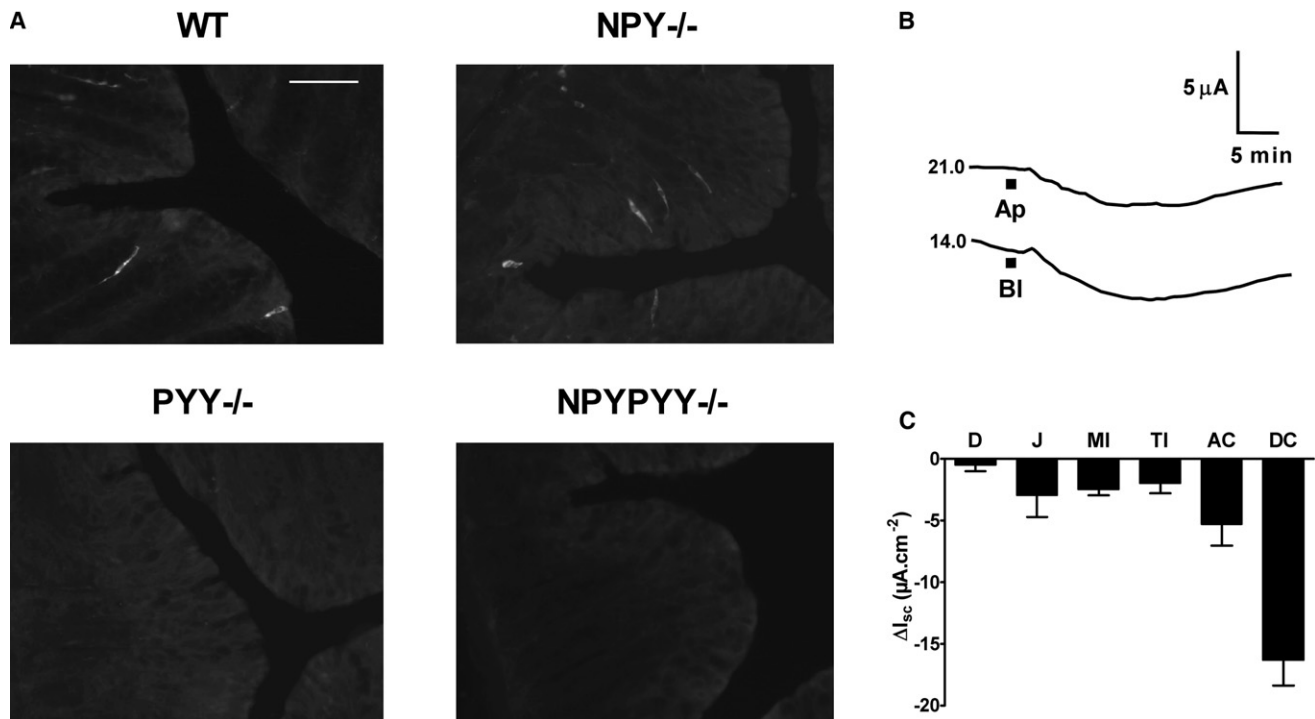 A
WT
NPY-/-
PYY-/-
NPYPYY-/-
B
5 μA
5 min
21.0
Ap
14.0
Bl
C
D J MI TI AC DC
0
-5
-10
-15
-20
ΔIsc (μA.cm-2)